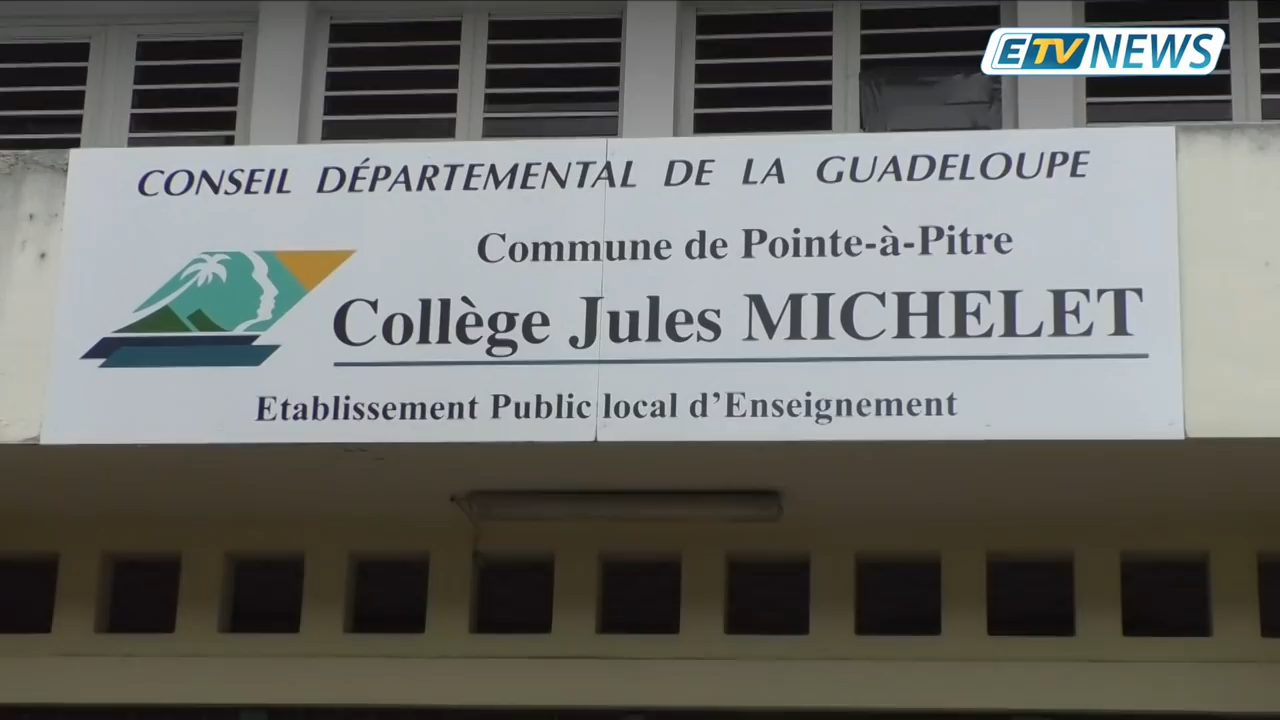 ETV NEWS
CONSEIL DÉPARTEMENTAL DE LA GUADELOUPE
Commune de Pointe-à-Pitre
Collège Jules MICHELET
Etablissement Public local d'Enseignement